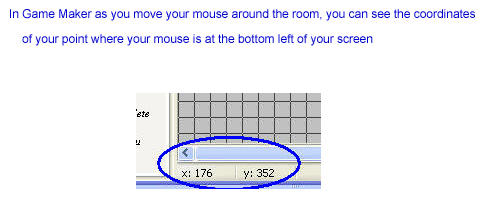 In Game Maker as you move your mouse around the room, you can see the coordinates
of your point where your mouse is at the bottom left of your screen
ete
x: 176 y: 352